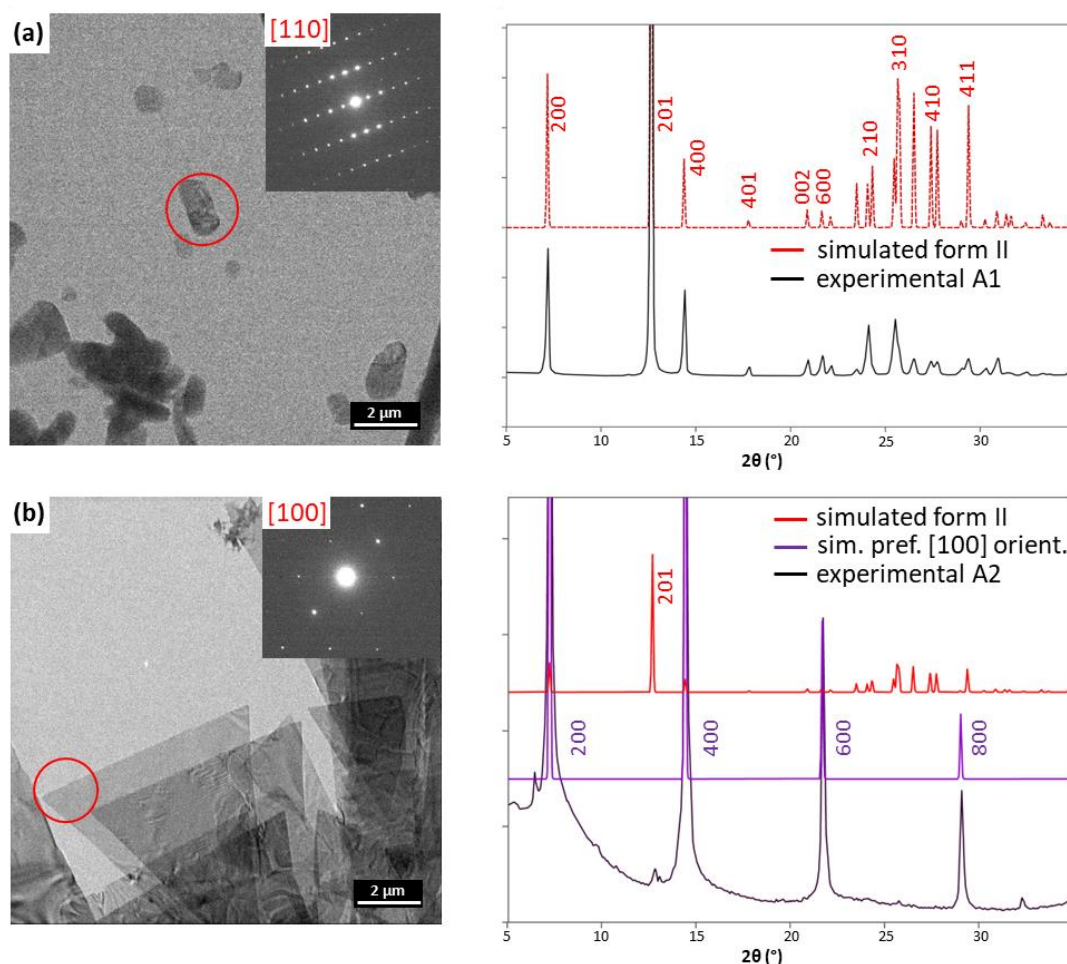 (a)
[110]
2 µm
200
201
400
401
002
600
210
310
410
411
simulated form II
experimental A1
5 10 15 20 25 30
2θ (°)
(b)
[100]
2 µm
simulated form II
sim. pref. [100] orient.
experimental A2
201
200
400
600
800
5 10 15 20 25 30
2θ (°)